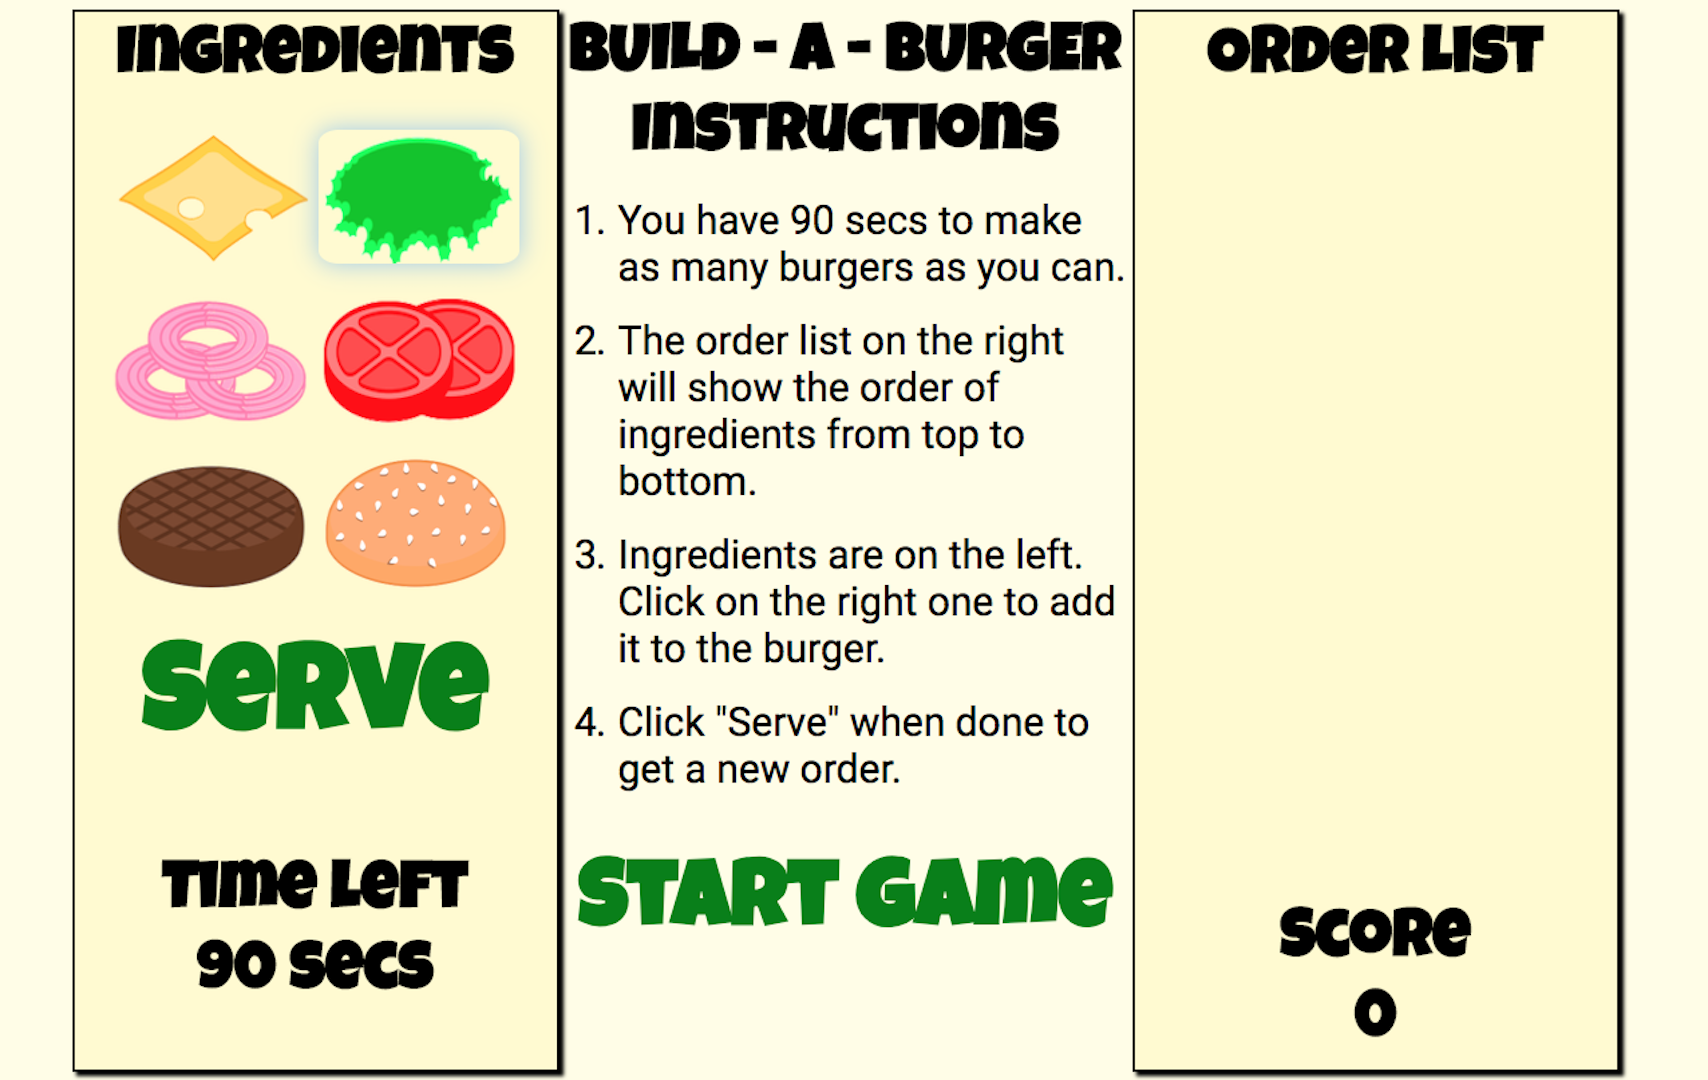 INGREDIENTS
SERVE
TIME LEFT
90 SECS
BUILD - A - BURGER
INSTRUCTIONS
1. You have 90 secs to make
as many burgers as you can.
2. The order list on the right
will show the order of
ingredients from top to
bottom.
3. Ingredients are on the left.
Click on the right one to add
it to the burger.
4. Click "Serve" when done to
get a new order.
START GAME
ORDER LIST
SCORE
0